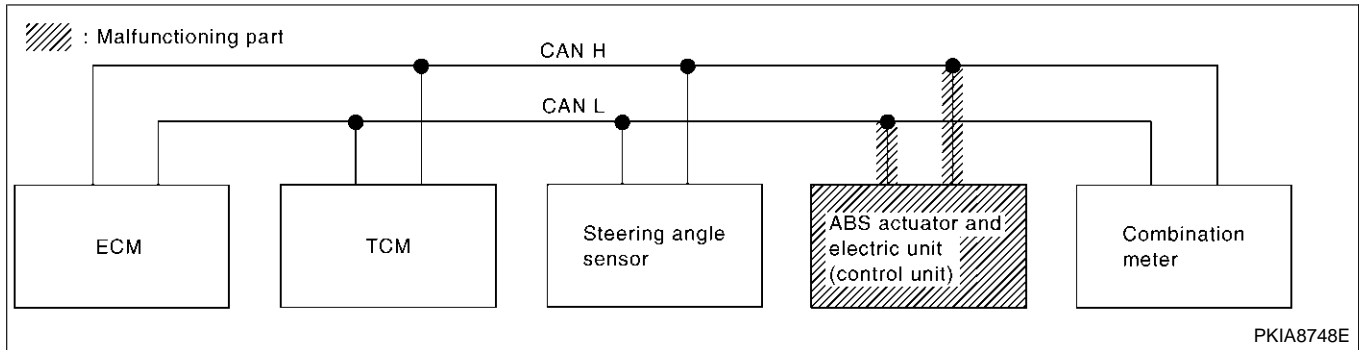 : Malfunctioning part
CAN H
CAN L
ECM
TCM
Steering angle
sensor
ABS actuator and
electric unit
(control unit)
Combination
meter
PKIA8748E